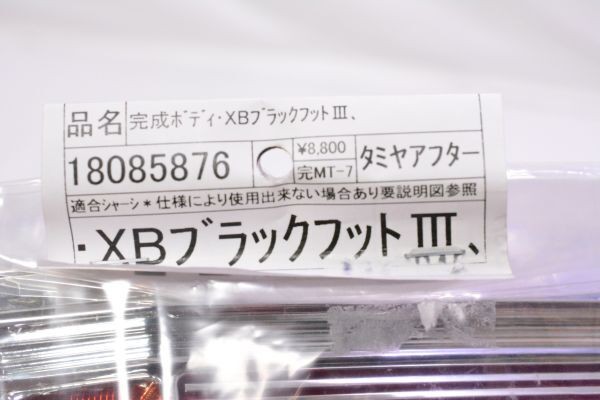 品名 完成ﾎﾞﾃﾞｨ･XBﾌﾞﾗｯｸﾌｯﾄⅢ、
18085876 ¥8,800 完MT-7 タミヤアフター
適合ｼｬｰｼ＊仕様により使用出来ない場合あり要説明図参照
・XBブラックフットⅢ、